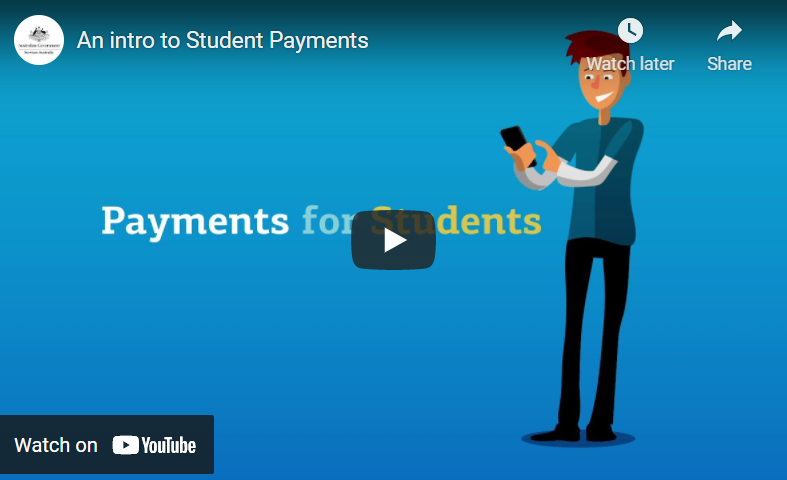 An intro to Student Payments
Watch later
Share
Payments for Students
Watch on YouTube